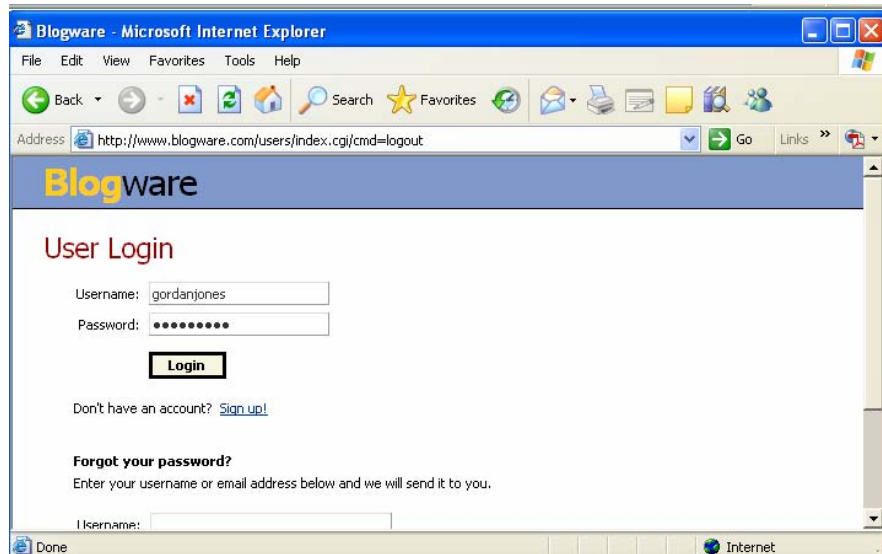 Blogware - Microsoft Internet Explorer
File Edit View Favorites Tools Help
Back Search Favorites
Address http://www.blogware.com/users/index.cgi/cmd=logout Go Links »
Blogware
User Login
Username: gordanjones
Password: •••••••••
Login
Don't have an account? Sign up!
Forgot your password?
Enter your username or email address below and we will send it to you.
Username:
Done Internet